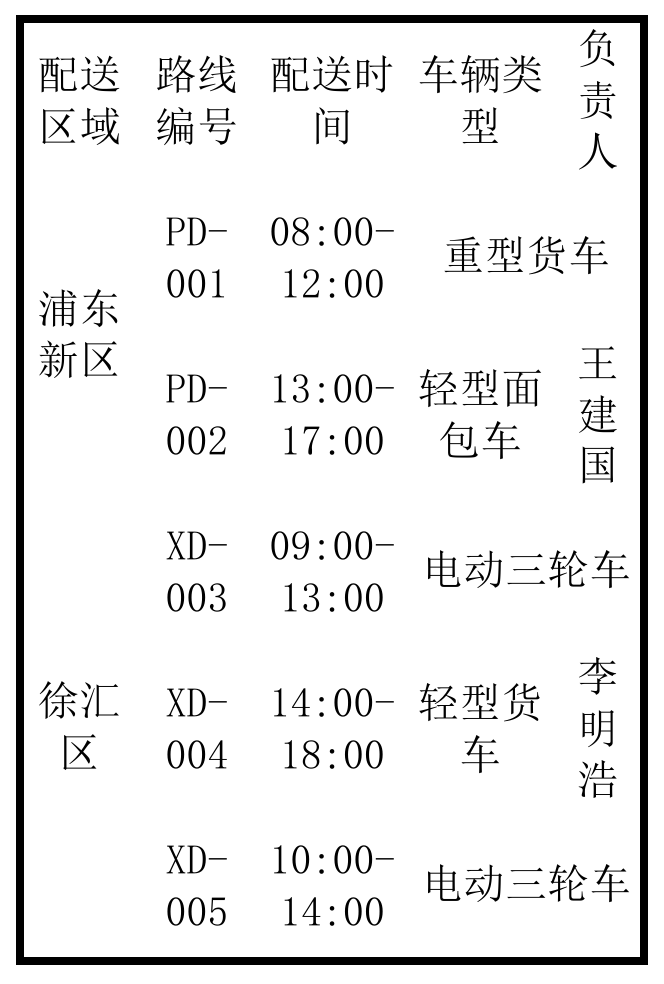 配送
区域
路线
编号
配送时
间
车辆类
型
负
责
人
浦东
新区
PD-
001
08:00-
12:00
重型货车
PD-
002
13:00-
17:00
轻型面
包车
王
建
国
徐汇
区
XD-
003
09:00-
13:00
电动三轮车
XD-
004
14:00-
18:00
轻型货
车
李
明
浩
XD-
005
10:00-
14:00
电动三轮车